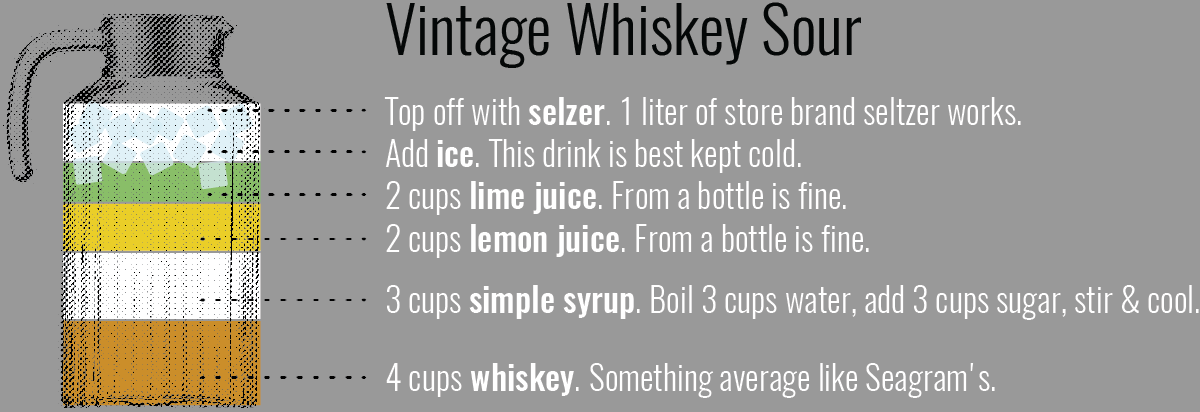 Vintage Whiskey Sour
Top off with selzer. 1 liter of store brand seltzer works.
Add ice. This drink is best kept cold.
2 cups lime juice. From a bottle is fine.
2 cups lemon juice. From a bottle is fine.
3 cups simple syrup. Boil 3 cups water, add 3 cups sugar, stir & cool.
4 cups whiskey. Something average like Seagram's.